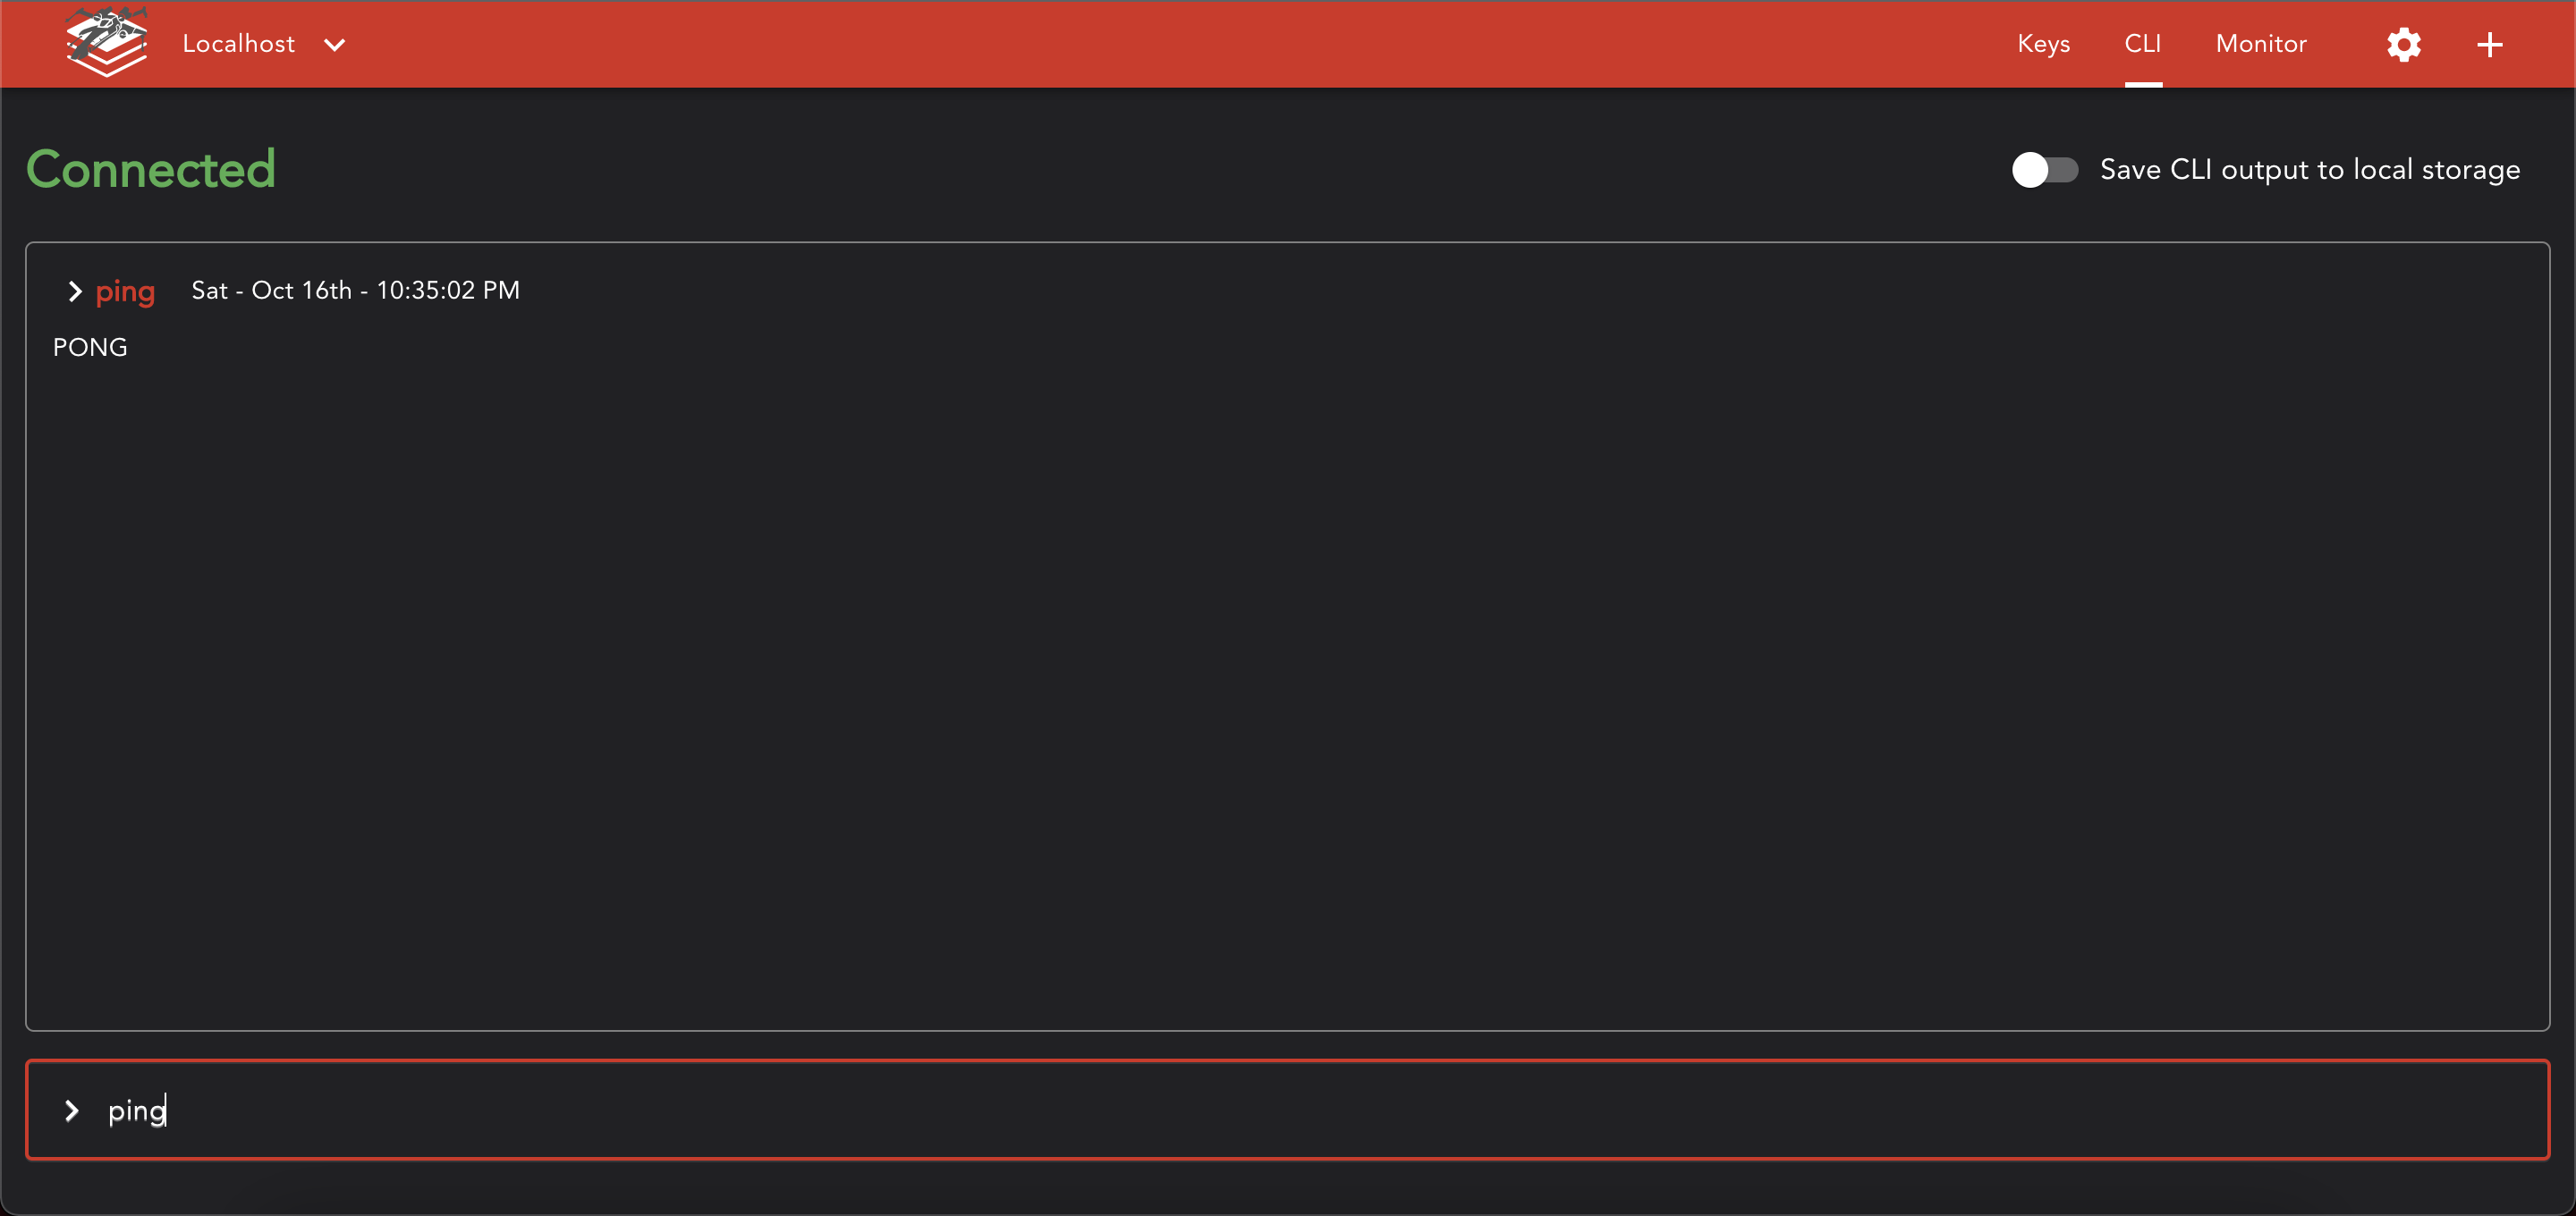 Localhost
Keys CLI Monitor
Connected
Save CLI output to local storage
ping Sat - Oct 16th - 10:35:02 PM
PONG
ping